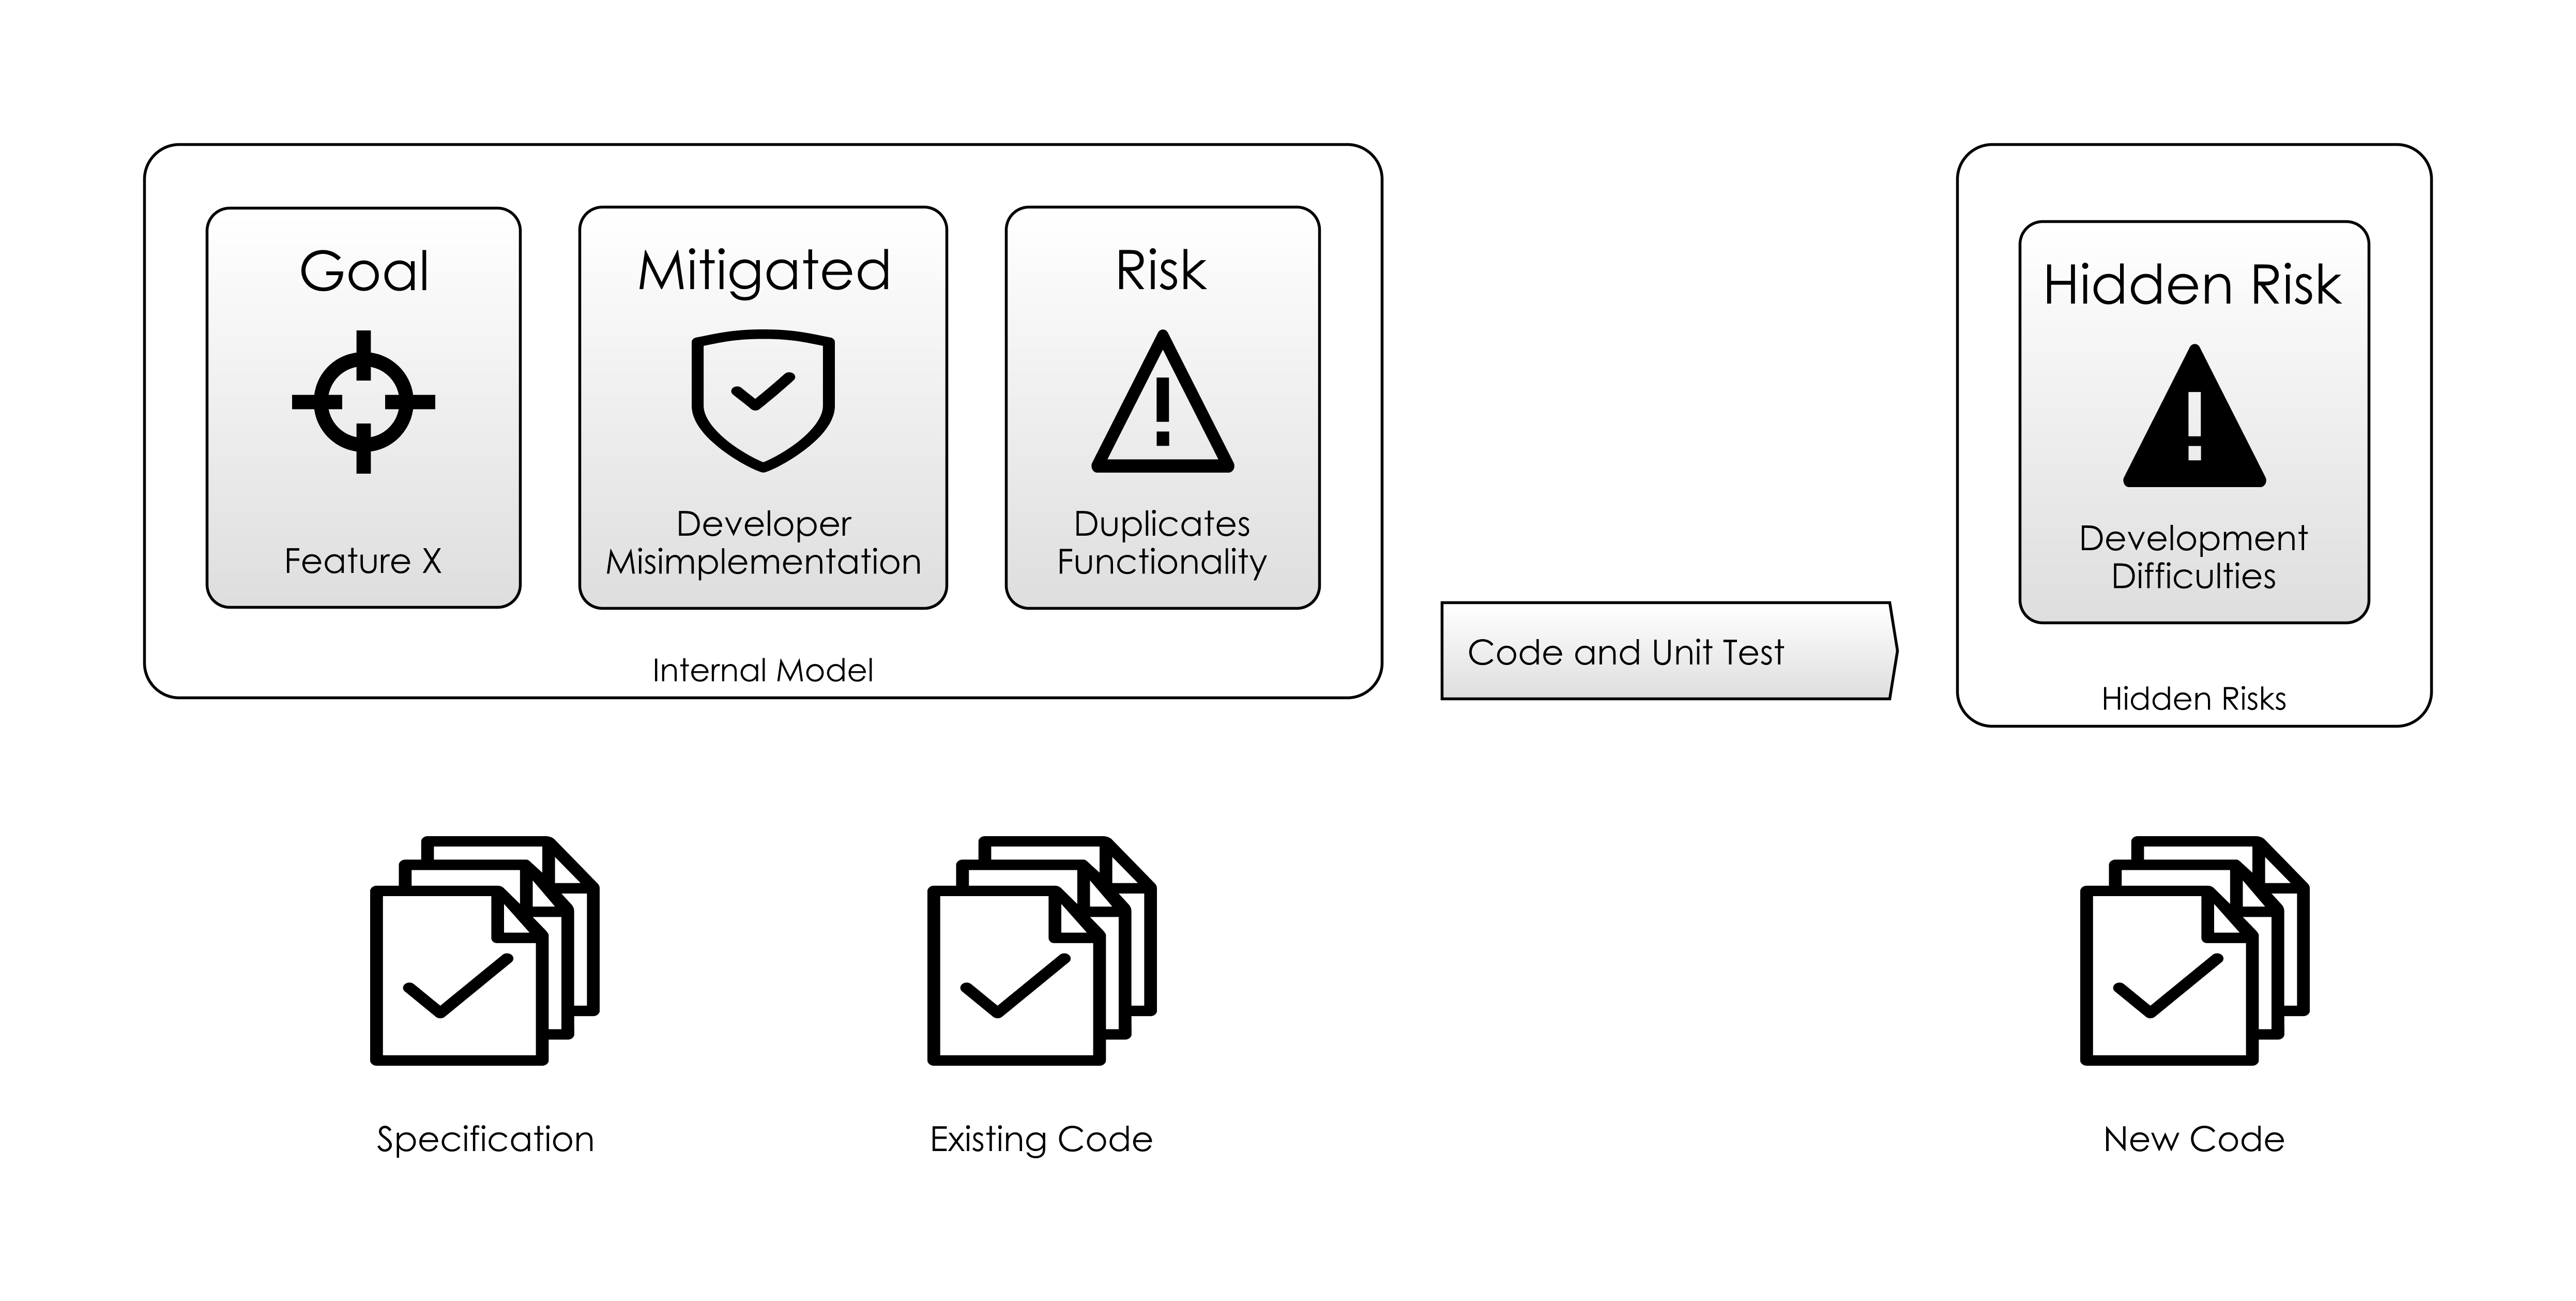 Goal
Feature X
Mitigated
Developer
Misimplementation
Risk
Duplicates
Functionality
Internal Model
Code and Unit Test
Hidden Risk
Development
Difficulties
Hidden Risks
Specification
Existing Code
New Code